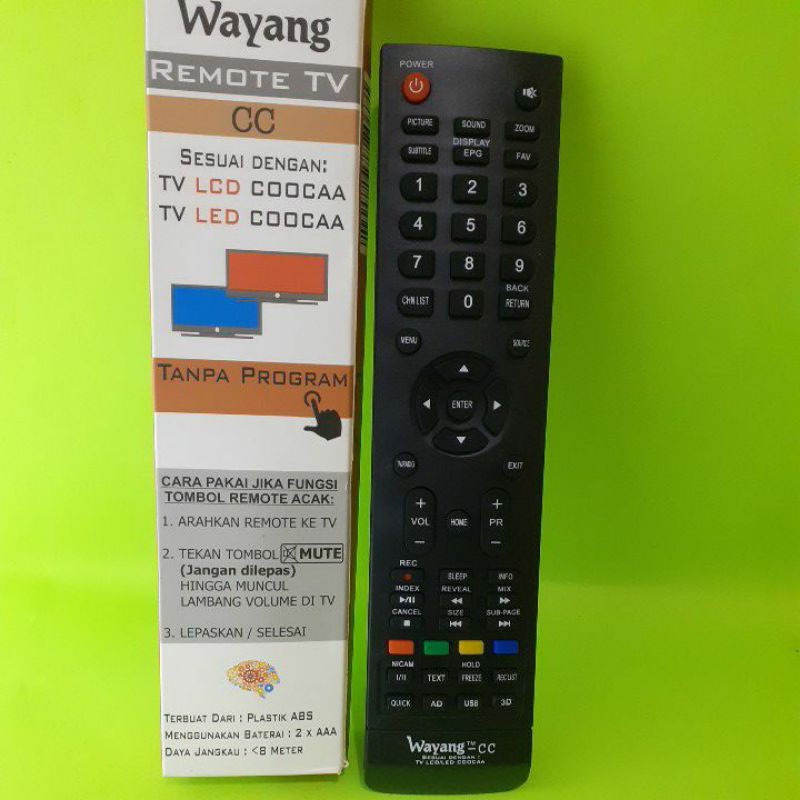 Wayang
REMOTE TV
CC
SESUAI DENGAN:
TV LCD COOCAA
TV LED COOCAA
TANPA PROGRAM
CARA PAKAI JIKA FUNGSI
TOMBOL REMOTE ACAK:
1. ARAHKAN REMOTE KE TV
2. TEKAN TOMBOL MUTE
(Jangan dilepas)
HINGGA MUNCUL
LAMBANG VOLUME DI TV
3. LEPASKAN / SELESAI
TERBUAT DARI : PLASTIK ABS
MENGGUNAKAN BATERAI : 2 x AAA
DAYA JANGKAU : <8 METER
POWER
PICTURE SOUND ZOOM
DISPLAY
SUBTITLE EPG FAV
1 2 3
4 5 6
7 8 9
BACK
CHN LIST 0 RETURN
MENU SOURCE
ENTER
EXIT
+ +
VOL HOME PR
- -
REC
SLEEP INFO
INDEX REVEAL MIX
CANCEL SIZE SUB-PAGE
NICAM HOLD
I/II TEXT FREEZE REC LIST
QUICK AD USB 3D
Wayang™-CC
SESUAI DENGAN :
TV LCD/LED COOCAA